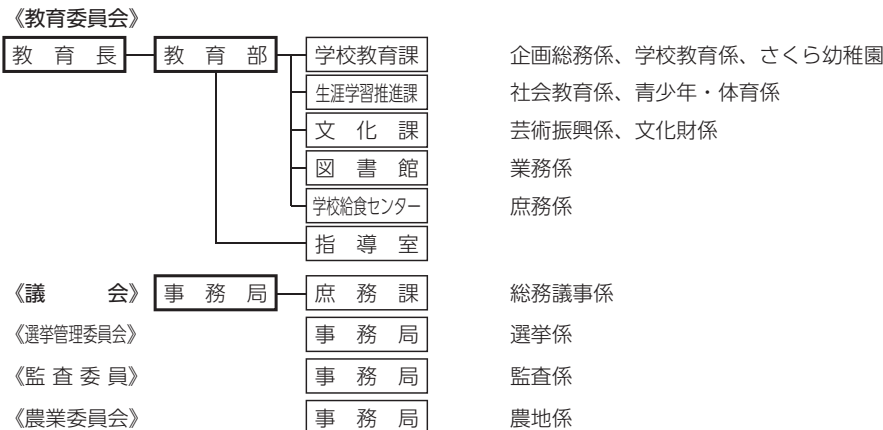 《教育委員会》
教育長 教育部 学校教育課 企画総務係、学校教育係、さくら幼稚園
生涯学習推進課 社会教育係、青少年・体育係
文化課 芸術振興係、文化財係
図書館 業務係
学校給食センター 庶務係
指導室
《議会》 事務局 庶務課 総務議事係
《選挙管理委員会》 事務局 選挙係
《監査委員》 事務局 監査係
《農業委員会》 事務局 農地係